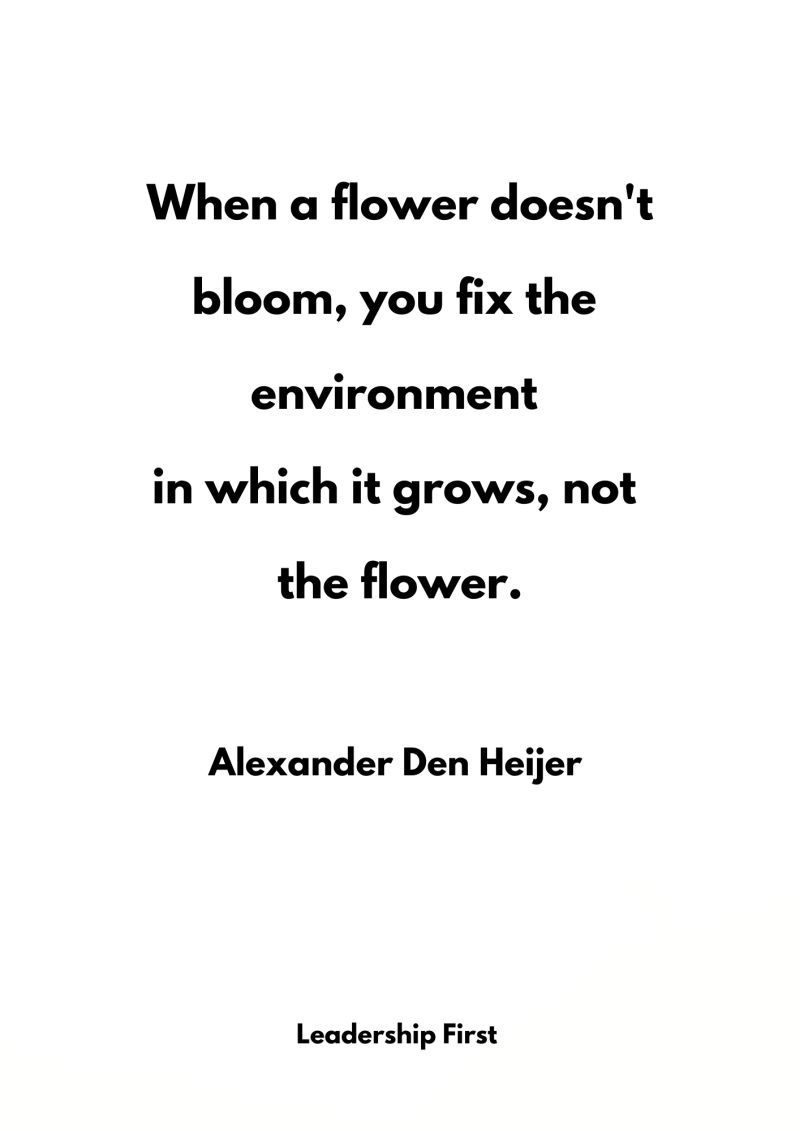 When a flower doesn't
bloom, you fix the
environment
in which it grows, not
the flower.
Alexander Den Heijer
Leadership First